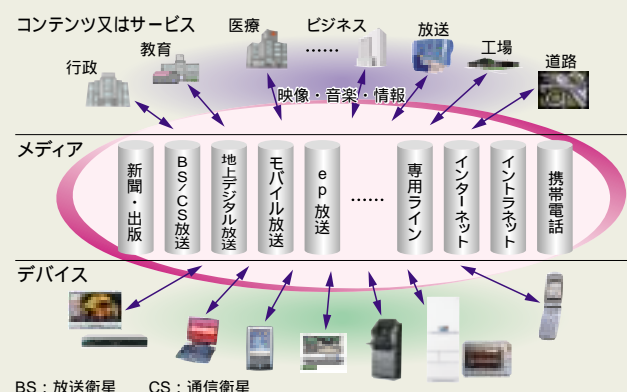 コンテンツ又はサービス
行政
教育
医療
……
ビジネス
放送
工場
道路
映像・音楽・情報
メディア
新聞・出版
BS/CS放送
地上デジタル放送
モバイル放送
ep放送
……
専用ライン
インターネット
イントラネット
携帯電話
デバイス
BS：放送衛星　CS：通信衛星